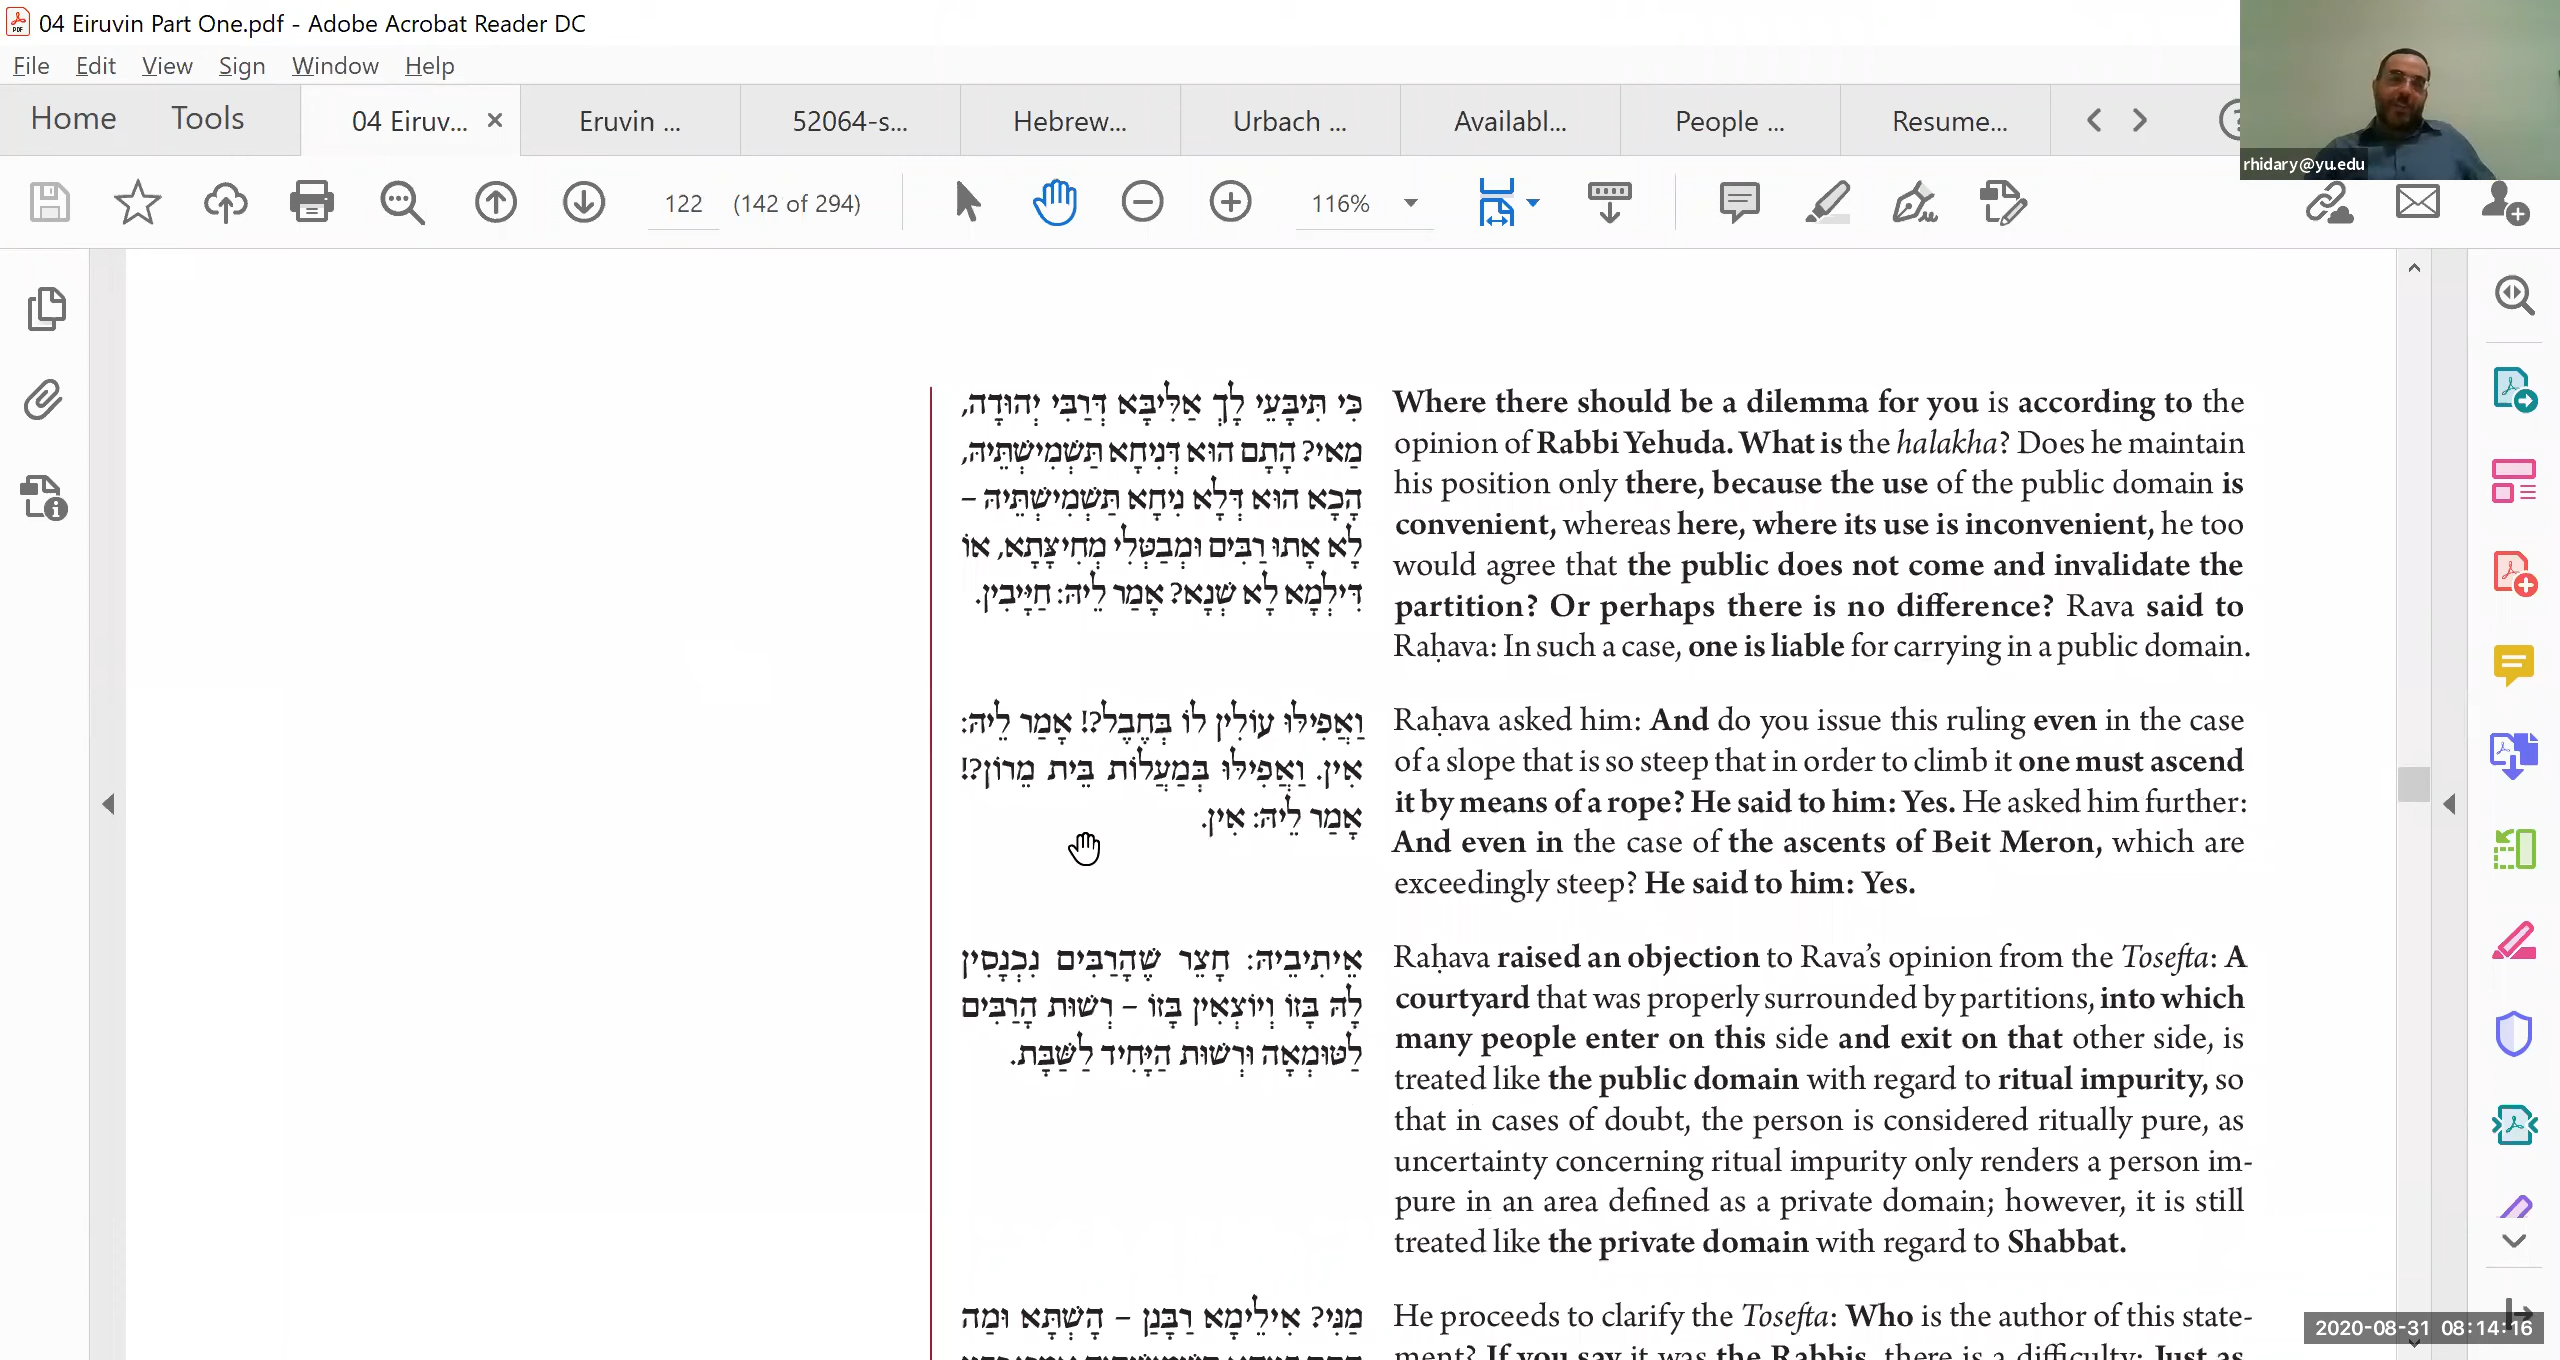 04 Eiruvin Part One.pdf - Adobe Acrobat Reader DC
File Edit View Sign Window Help
Home Tools 04 Eiruv... Eruvin ... 52064-s... Hebrew... Urbach ... Availabl... People ... Resume...
rhidary@yu.edu
122 (142 of 294) 116%
כִּי תִּיבָּעֵי לָךְ אַלִּיבָּא דְּרַבִּי יְהוּדָה,
מַאי? הָתָם הוּא דְּנִיחָא תַּשְׁמִישְׁתֵּיהּ,
הָכָא הוּא דְּלָא נִיחָא תַּשְׁמִישְׁתֵּיהּ –
לָא אָתוּ רַבִּים וּמְבַטְּלִי מְחִיצָּתָא, אוֹ
דִּילְמָא לָא שְׁנָא? אָמַר לֵיהּ: חַיָּיבִין.
Where there should be a dilemma for you is according to the
opinion of Rabbi Yehuda. What is the halakha? Does he maintain
his position only there, because the use of the public domain is
convenient, whereas here, where its use is inconvenient, he too
would agree that the public does not come and invalidate the
partition? Or perhaps there is no difference? Rava said to
Raḥava: In such a case, one is liable for carrying in a public domain.
וַאֲפִילּוּ עוֹלִין לוֹ בְּחֶבֶל?! אָמַר לֵיהּ:
אִין. וַאֲפִילּוּ בְּמַעֲלוֹת בֵּית מֵרוֹן?!
אָמַר לֵיהּ: אִין.
Raḥava asked him: And do you issue this ruling even in the case
of a slope that is so steep that in order to climb it one must ascend
it by means of a rope? He said to him: Yes. He asked him further:
And even in the case of the ascents of Beit Meron, which are
exceedingly steep? He said to him: Yes.
אֵיתִיבֵיהּ: חָצֵר שֶׁהָרַבִּים נִכְנָסִין
לָהּ בָּזוֹ וְיוֹצְאִין בָּזוֹ – רְשׁוּת הָרַבִּים
לַטּוּמְאָה וּרְשׁוּת הַיָּחִיד לַשַּׁבָּת.
Raḥava raised an objection to Rava’s opinion from the Tosefta: A
courtyard that was properly surrounded by partitions, into which
many people enter on this side and exit on that other side, is
treated like the public domain with regard to ritual impurity, so
that in cases of doubt, the person is considered ritually pure, as
uncertainty concerning ritual impurity only renders a person im-
pure in an area defined as a private domain; however, it is still
treated like the private domain with regard to Shabbat.
מַנִּי? אִילֵימָא רַבָּנַן – הָשְׁתָּא וּמַה
He proceeds to clarify the Tosefta: Who is the author of this state-
ment? If you say it was the Rabbis, there is a difficulty: Just as
2020-08-31 08:14:16